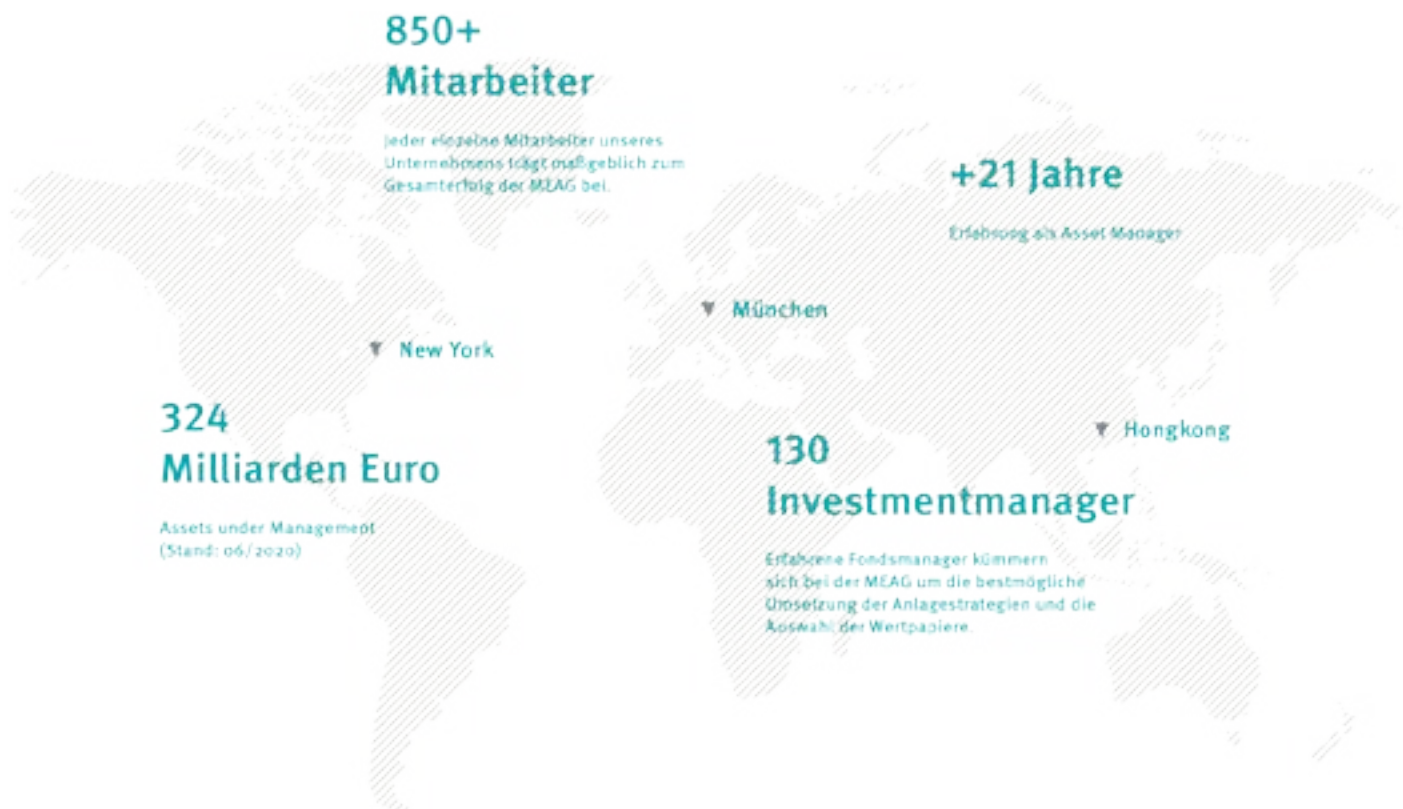 850+
Mitarbeiter
Jeder einzelne Mitarbeiter unseres
Unternehmens trägt maßgeblich zum
Gesamterfolg der MEAG bei.
+21 Jahre
Erfahrung als Asset Manager
München
New York
324
Milliarden Euro
Assets under Management
(Stand: 06/2020)
Hongkong
130
Investmentmanager
Erfahrene Fondsmanager kümmern
sich bei der MEAG um die bestmögliche
Umsetzung der Anlagestrategien und die
Auswahl der Wertpapiere.